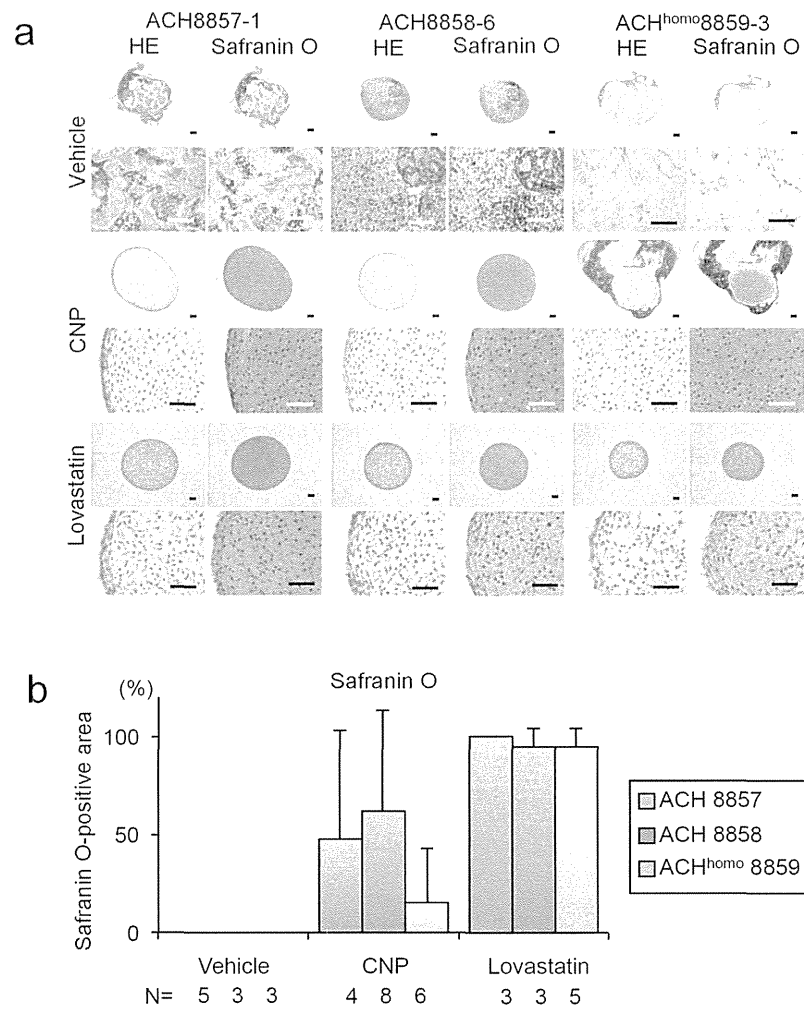 a
ACH8857-1 ACH8858-6 ACHhomo8859-3
HE Safranin O HE Safranin O HE Safranin O
Vehicle
CNP
Lovastatin
b
(%) Safranin O
Safranin O-positive area
100
50
0
ACH 8857
ACH 8858
ACHhomo 8859
Vehicle CNP Lovastatin
N= 5 3 3 4 8 6 3 3 5